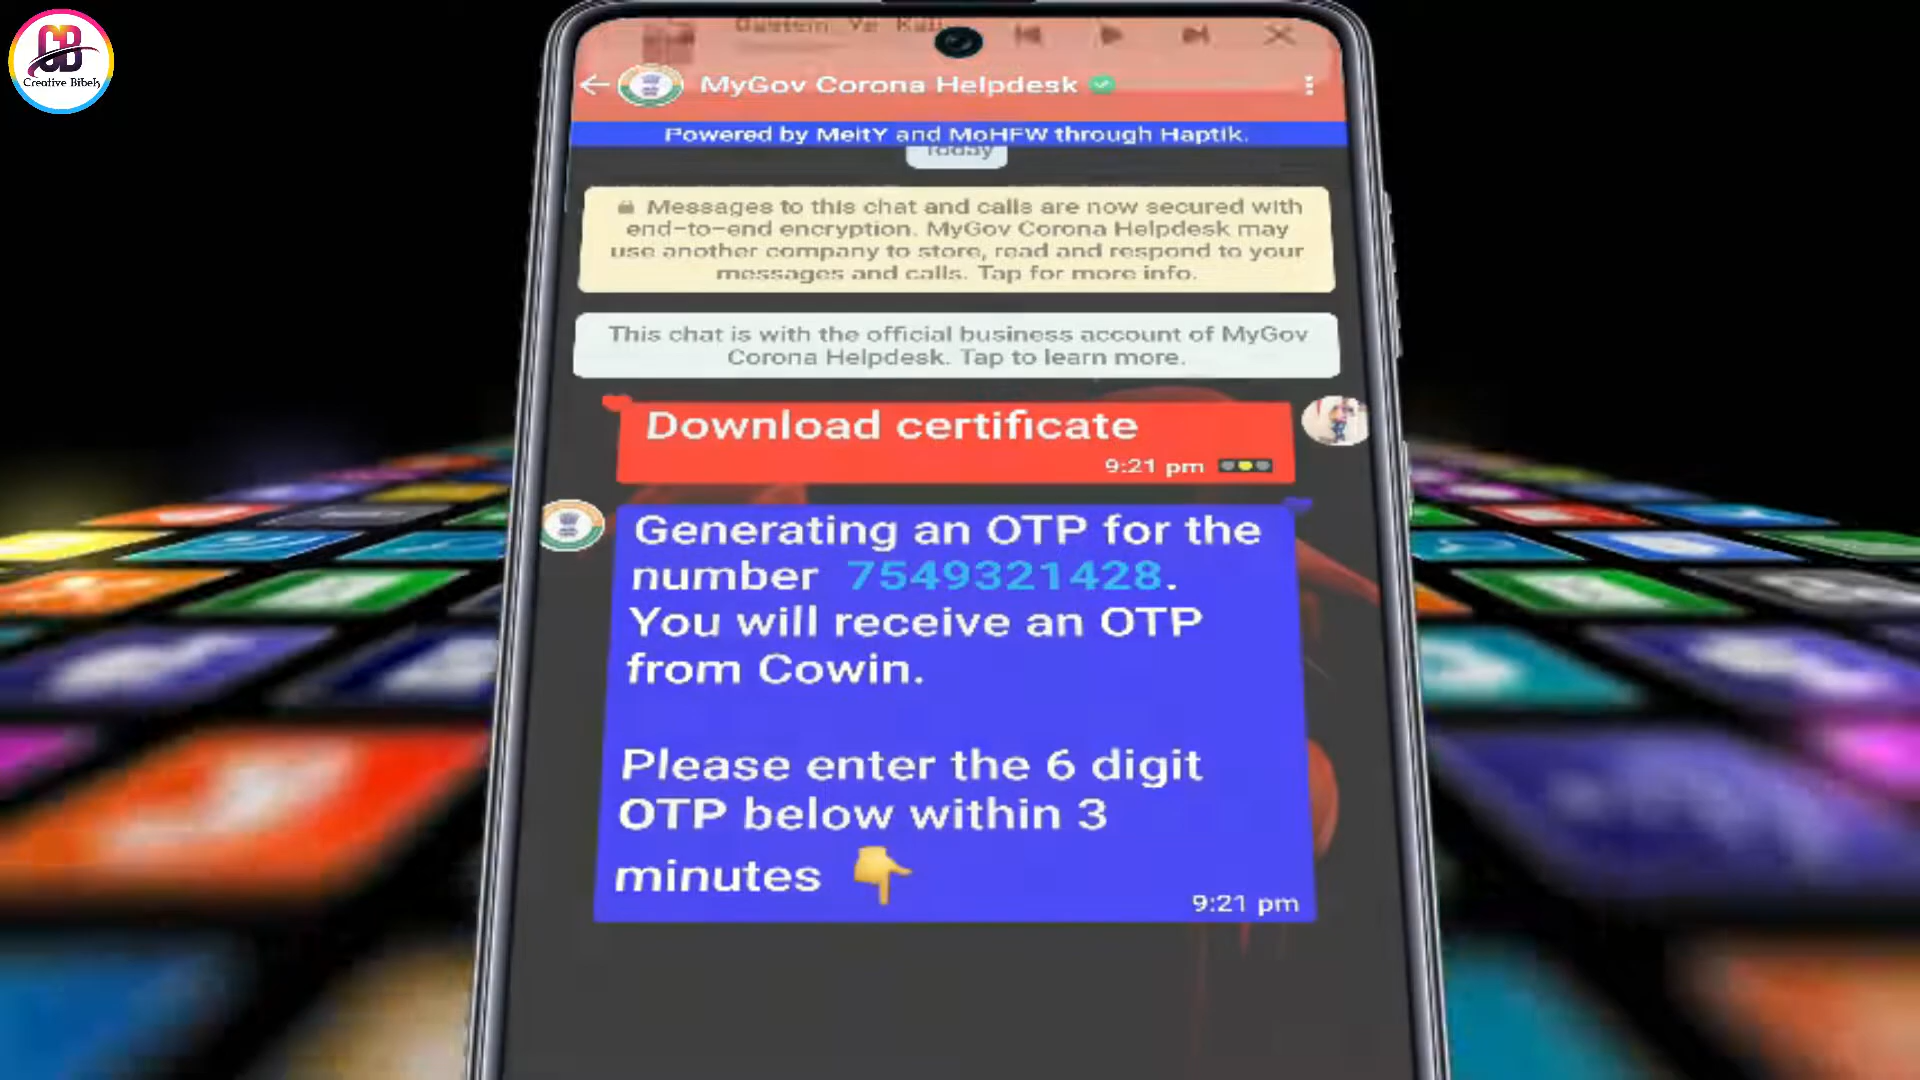 Creative Bibels
MyGov Corona Helpdesk
Powered by MeitY and MoHFW through Haptik.
Today
Messages to this chat and calls are now secured with
end-to-end encryption. MyGov Corona Helpdesk may
use another company to store, read and respond to your
messages and calls. Tap for more info.
This chat is with the official business account of MyGov
Corona Helpdesk. Tap to learn more.
Download certificate
9:21 pm
Generating an OTP for the
number 7549321428.
You will receive an OTP
from Cowin.
Please enter the 6 digit
OTP below within 3
minutes
9:21 pm